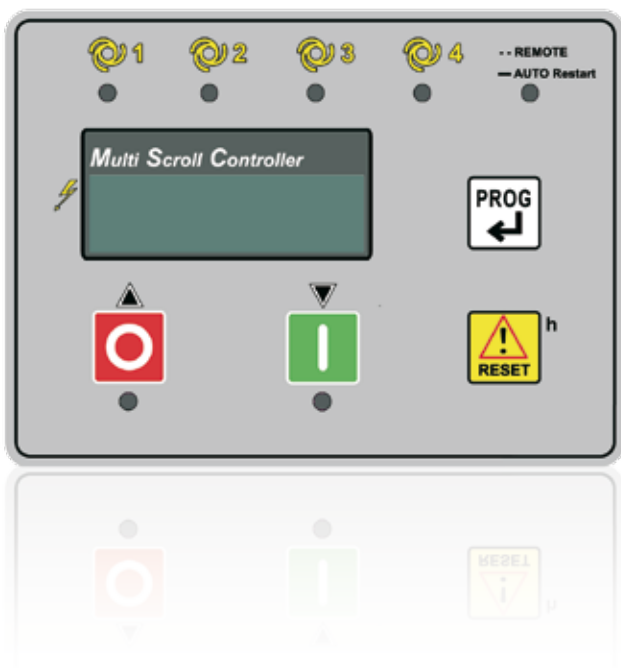 1
2
3
4
-- REMOTE
— AUTO Restart
Multi Scroll Controller
PROG
h
RESET